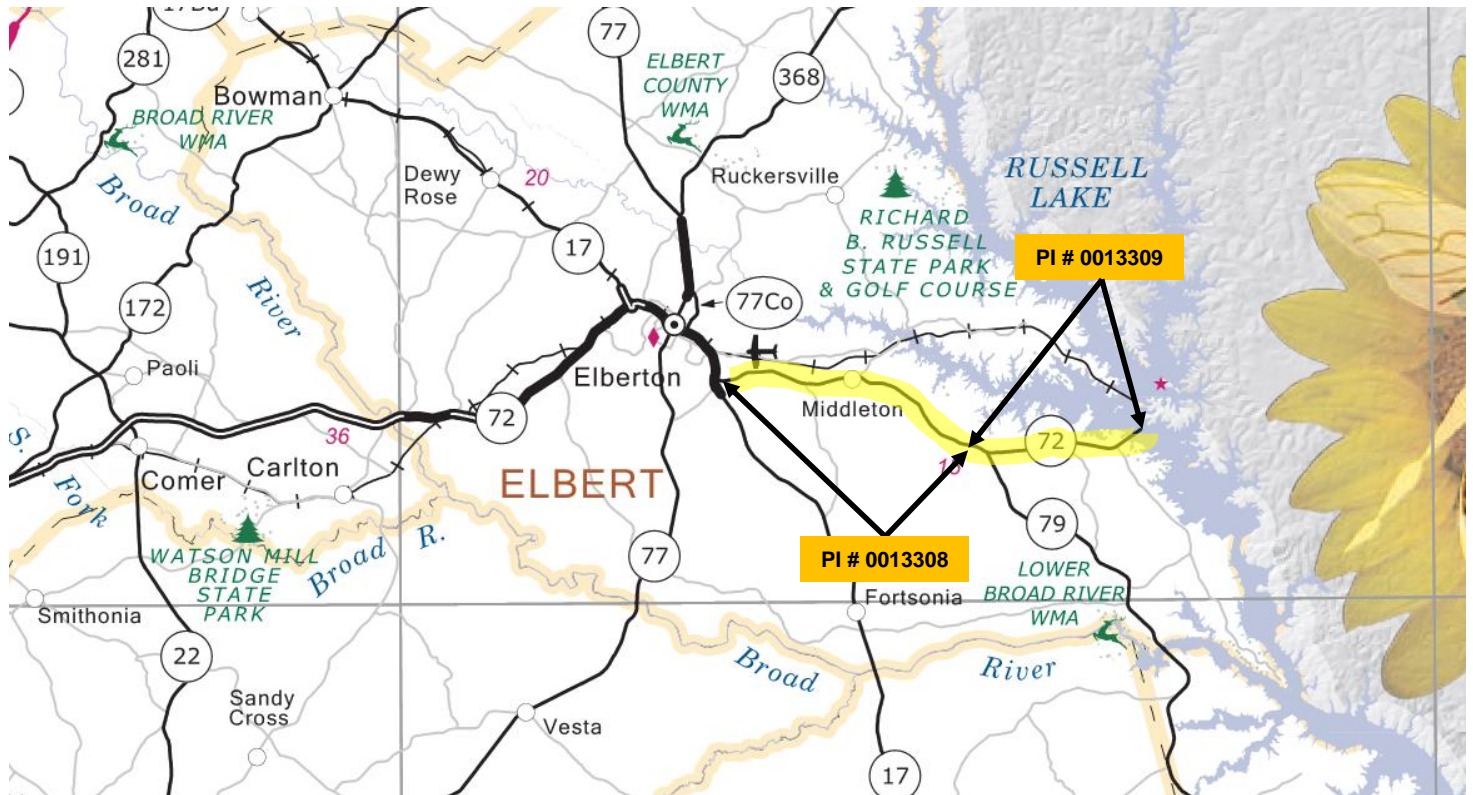 17Bu
281
77
368
ELBERT
COUNTY
WMA
Bowman
BROAD RIVER
WMA
Broad
Dewy
Rose
20
Ruckersville
RUSSELL
LAKE
RICHARD
B. RUSSELL
STATE PARK
& GOLF COURSE
PI # 0013309
191
17
172
River
77Co
Paoli
Elberton
Middleton
72
72
36
S.
Fork
Comer
Carlton
ELBERT
79
WATSON MILL
BRIDGE
STATE
PARK
Broad R.
77
PI # 0013308
LOWER
BROAD RIVER
WMA
Smithonia
Fortsonia
22
Broad
River
Sandy
Cross
Vesta
17